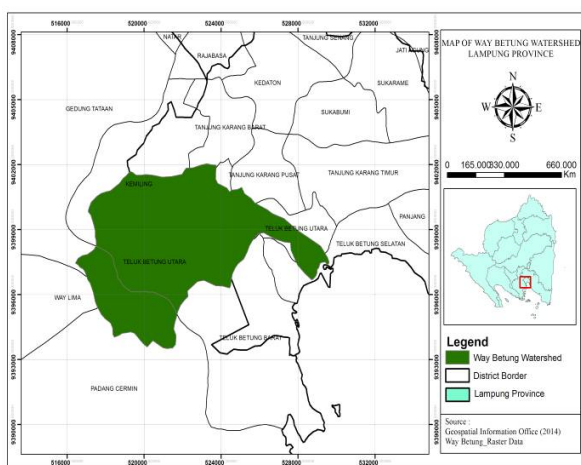 516000 520000 524000 528000 532000
9408000
9405000
9402000
9399000
9396000
9393000
9390000
NATAR
TANJUNG SENANG
RAJABASA
JATI AGUNG
KEDATON
SUKARAME
GEDUNG TATAAN
SUKABUMI
TANJUNG KARANG BARAT
TANJUNG KARANG PUSAT
TANJUNG KARANG TIMUR
KEMILING
PANJANG
TELUK BETUNG UTARA
TELUK BETUNG SELATAN
TELUK BETUNG UTARA
WAY LIMA
TELUK BETUNG BARAT
PADANG CERMIN
9408000
9405000
9402000
9399000
9396000
9393000
9390000
516000 520000 524000 528000 532000
MAP OF WAY BETUNG WATERSHED
LAMPUNG PROVINCE
N
W E
S
0 165.000 330.000 660.000
Km
Legend
Way Betung Watershed
District Border
Lampung Province
Source :
Geospatial Information Office (2014)
Way Betung_Raster Data